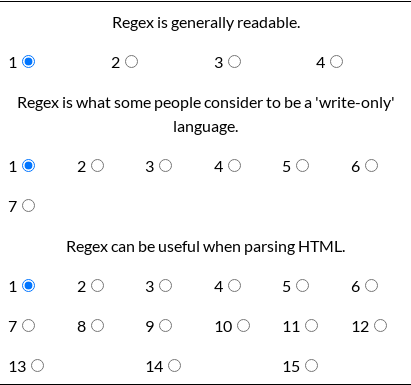 Regex is generally readable.
1 2 3 4
Regex is what some people consider to be a 'write-only'
language.
1 2 3 4 5 6
7
Regex can be useful when parsing HTML.
1 2 3 4 5 6
7 8 9 10 11 12
13 14 15